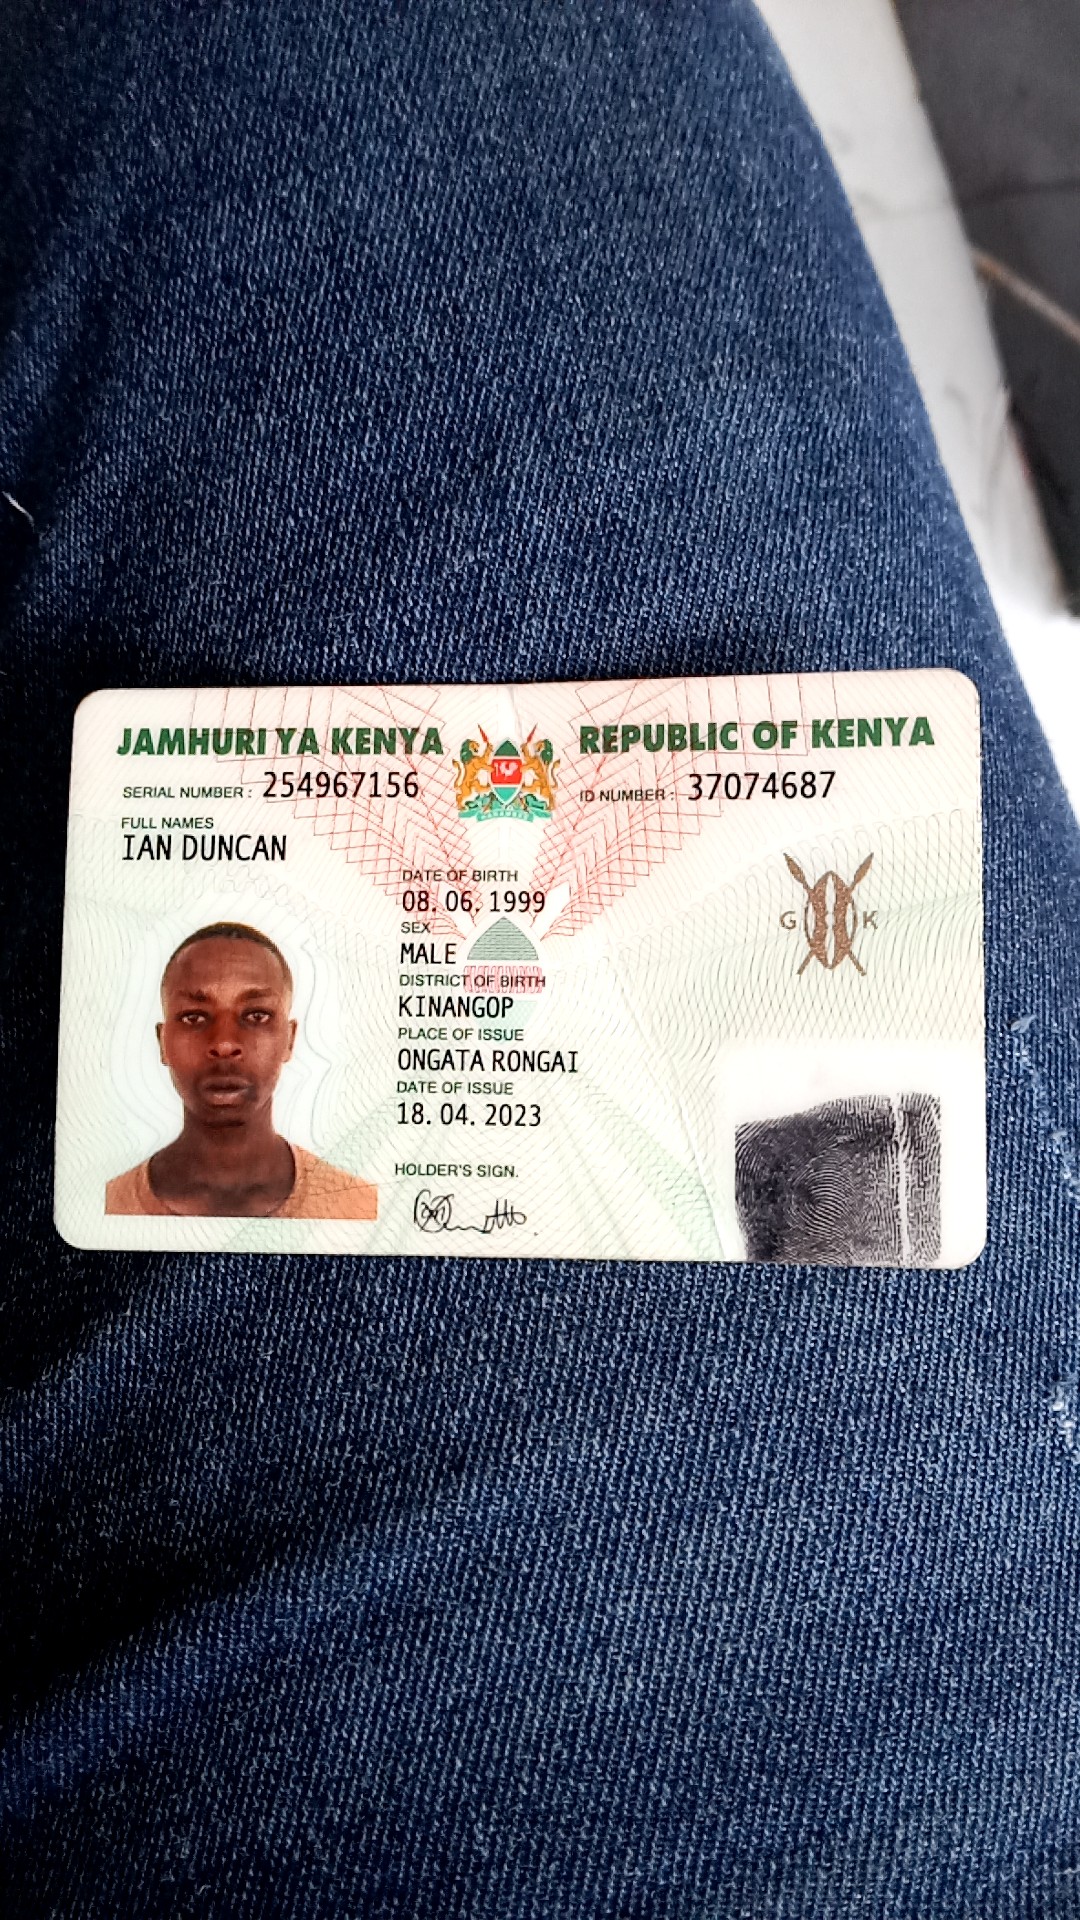 JAMHURI YA KENYA REPUBLIC OF KENYA
SERIAL NUMBER : 254967156 ID NUMBER : 37074687
FULL NAMES
IAN DUNCAN
DATE OF BIRTH
08. 06. 1999
SEX
MALE
DISTRICT OF BIRTH
KINANGOP
PLACE OF ISSUE
ONGATA RONGAI
DATE OF ISSUE
18. 04. 2023
HOLDER'S SIGN.
G K